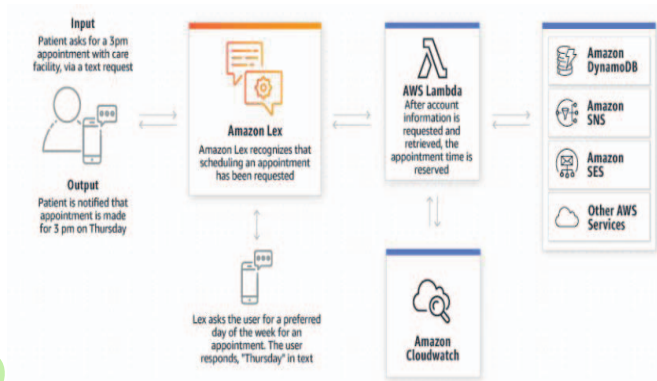 Input
Patient asks for a 3pm
appointment with care
facility, via a text request
Output
Patient is notified that
appointment is made
for 3 pm on Thursday
Amazon Lex
Amazon Lex recognizes that
scheduling an appointment
has been requested
Lex asks the user for a preferred
day of the week for an
appointment. The user
responds, "Thursday" in text
AWS Lambda
After account
information is
requested and
retrieved, the
appointment time is
reserved
Amazon
Cloudwatch
Amazon
DynamoDB
Amazon
SNS
Amazon
SES
Other AWS
Services